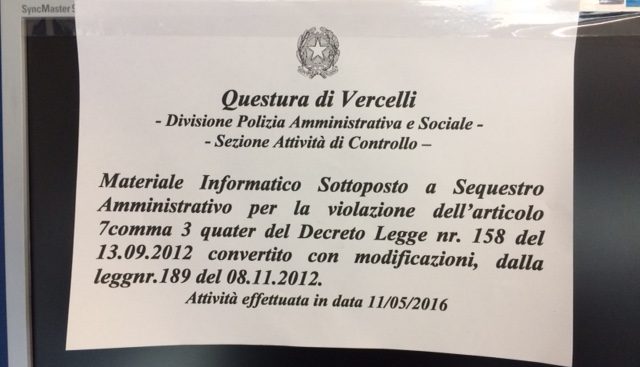 SyncMaster
Questura di Vercelli
- Divisione Polizia Amministrativa e Sociale -
- Sezione Attività di Controllo –
Materiale Informatico Sottoposto a Sequestro
Amministrativo per la violazione dell'articolo
7comma 3 quater del Decreto Legge nr. 158 del
13.09.2012 convertito con modificazioni, dalla
leggnr.189 del 08.11.2012.
Attività effettuata in data 11/05/2016